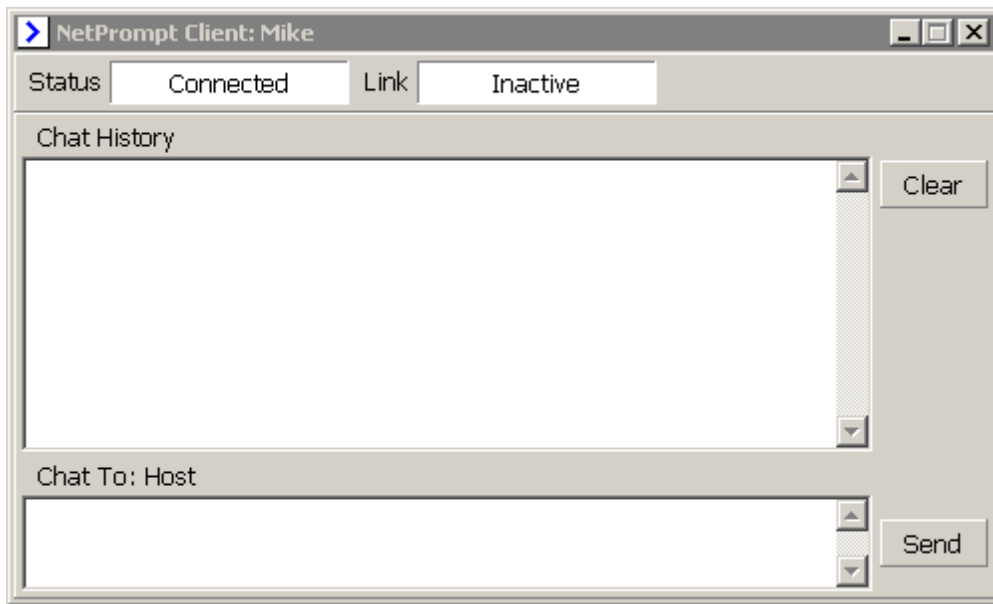 NetPrompt Client: Mike
Status Connected Link Inactive
Chat History
Clear
Chat To: Host
Send